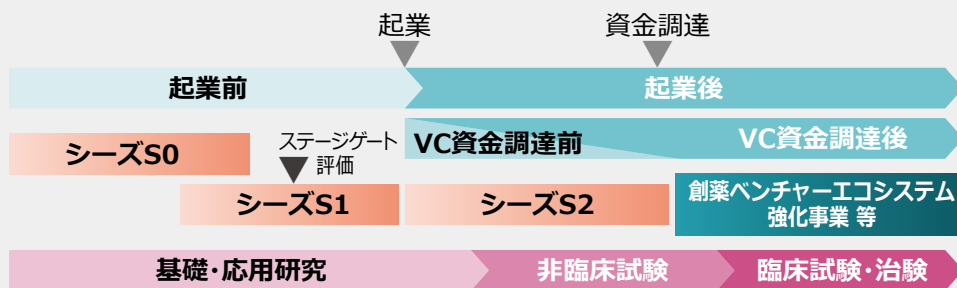 起業
資金調達
起業前
起業後
シーズS0
ステージゲート
評価
VC資金調達前
VC資金調達後
シーズS1
シーズS2
創薬ベンチャーエコシステム
強化事業 等
基礎・応用研究
非臨床試験
臨床試験・治験